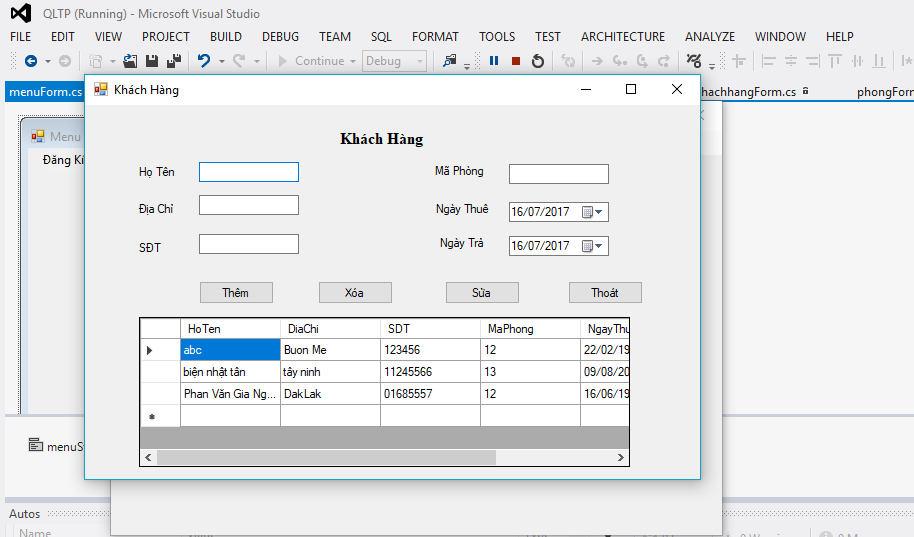 QLTP (Running) - Microsoft Visual Studio
FILE EDIT VIEW PROJECT BUILD DEBUG TEAM SQL FORMAT TOOLS TEST ARCHITECTURE ANALYZE WINDOW HELP
Continue Debug
menuForm.cs hachhangForm.cs phongForm
Khách Hàng
Menu
Đăng Kí
Khách Hàng
Họ Tên Mã Phòng
Địa Chỉ Ngày Thuê 16/07/2017
SĐT Ngày Trả 16/07/2017
Thêm Xóa Sửa Thoát
HoTen DiaChi SDT MaPhong NgayThu
abc Buon Me 123456 12 22/02/19
biện nhật tân tây ninh 11245566 13 09/08/20
Phan Văn Gia Ng... DakLak 01685557 12 16/06/19
menuS
Autos
Name